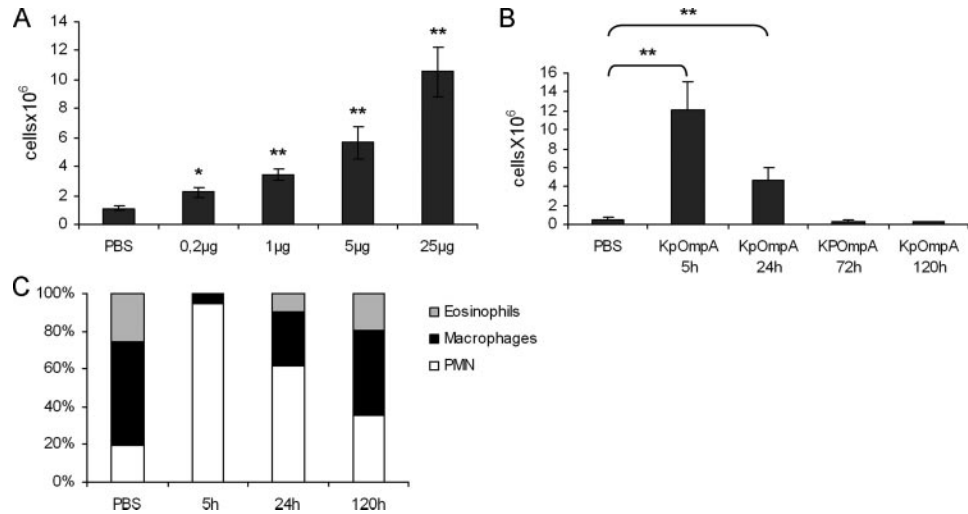 A
14
12
10
8
6
4
2
0
cellsx10⁶
*
**
**
**
PBS 0,2µg 1µg 5µg 25µg
B
**
**
16
14
12
10
8
6
4
2
0
cellsX10⁶
PBS KpOmpA KpOmpA KPOmpA KpOmpA
5h 24h 72h 120h
C
100%
80%
60%
40%
20%
0%
PBS 5h 24h 120h
Eosinophils
Macrophages
PMN